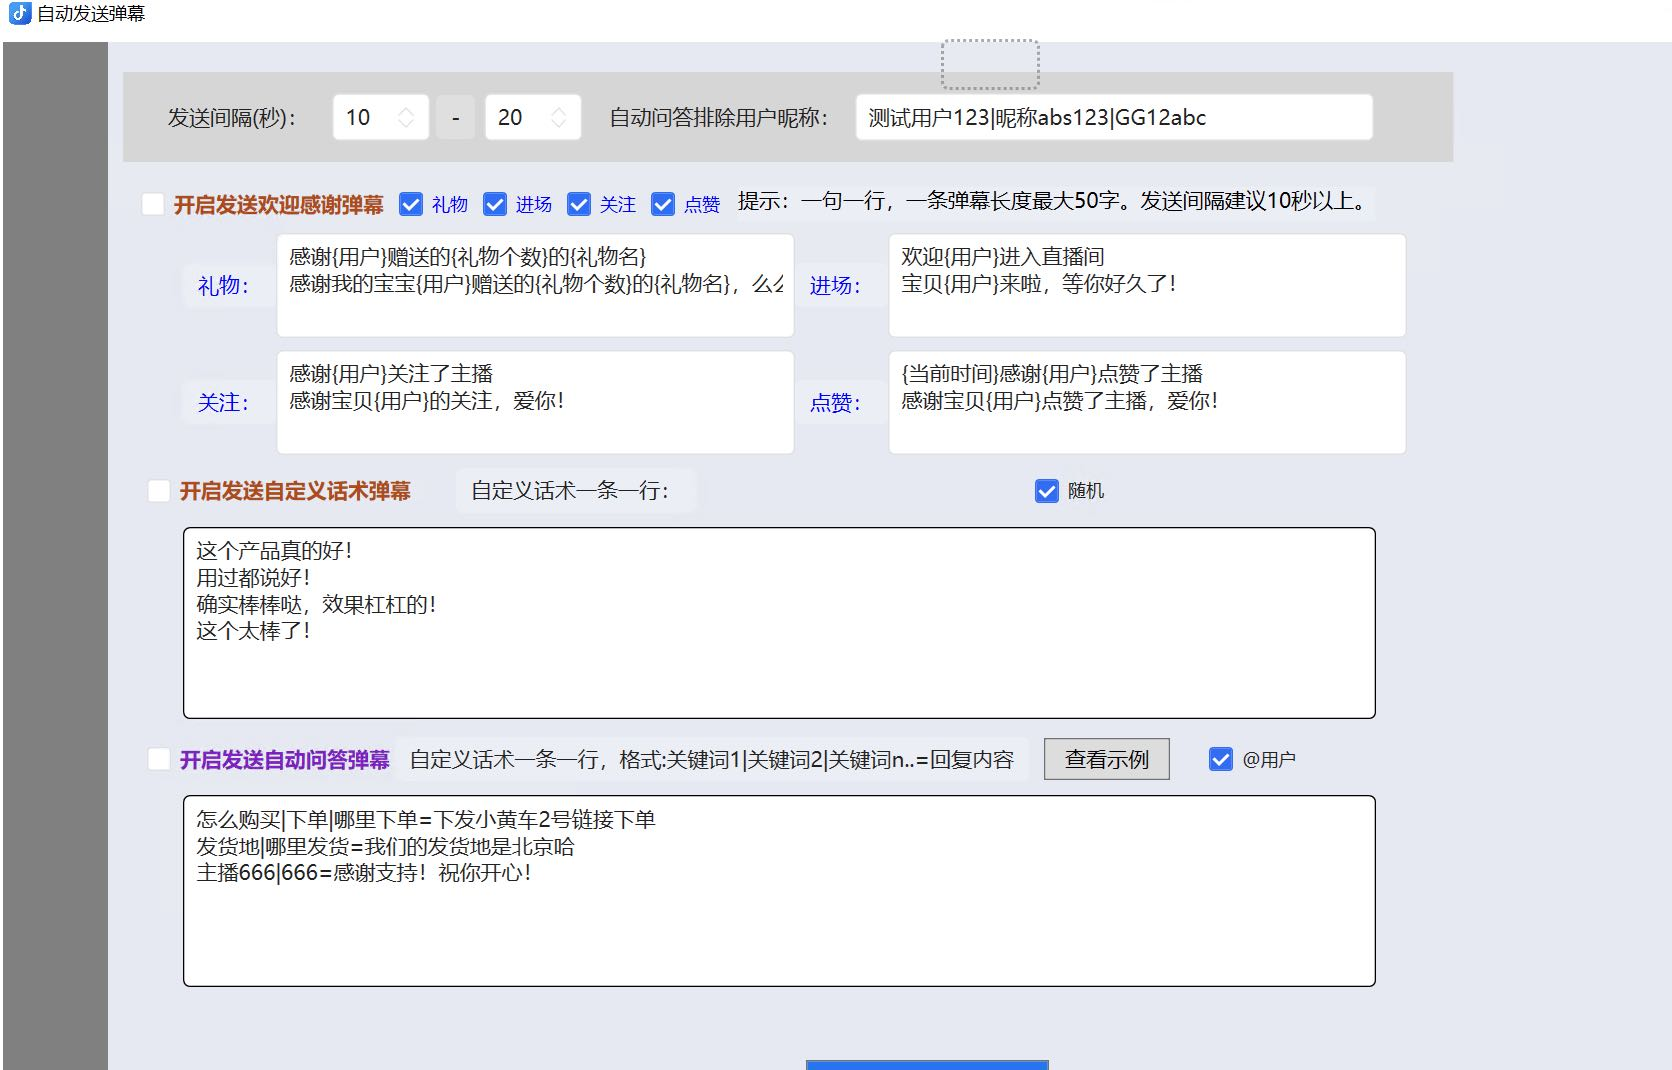 自动发送弹幕
发送间隔(秒)： 10 - 20 自动问答排除用户昵称： 测试用户123|昵称abs123|GG12abc
开启发送欢迎感谢弹幕 礼物 进场 关注 点赞 提示：一句一行，一条弹幕长度最大50字。发送间隔建议10秒以上。
礼物：
感谢{用户}赠送的{礼物个数}的{礼物名}
感谢我的宝宝{用户}赠送的{礼物个数}的{礼物名}，么么
进场：
欢迎{用户}进入直播间
宝贝{用户}来啦，等你好久了！
关注：
感谢{用户}关注了主播
感谢宝贝{用户}的关注，爱你！
点赞：
{当前时间}感谢{用户}点赞了主播
感谢宝贝{用户}点赞了主播，爱你！
开启发送自定义话术弹幕 自定义话术一条一行： 随机
这个产品真的好！
用过都说好！
确实棒棒哒，效果杠杠的！
这个太棒了！
开启发送自动问答弹幕 自定义话术一条一行，格式:关键词1|关键词2|关键词n..=回复内容 查看示例 @用户
怎么购买|下单|哪里下单=下发小黄车2号链接下单
发货地|哪里发货=我们的发货地是北京哈
主播666|666=感谢支持！祝你开心！